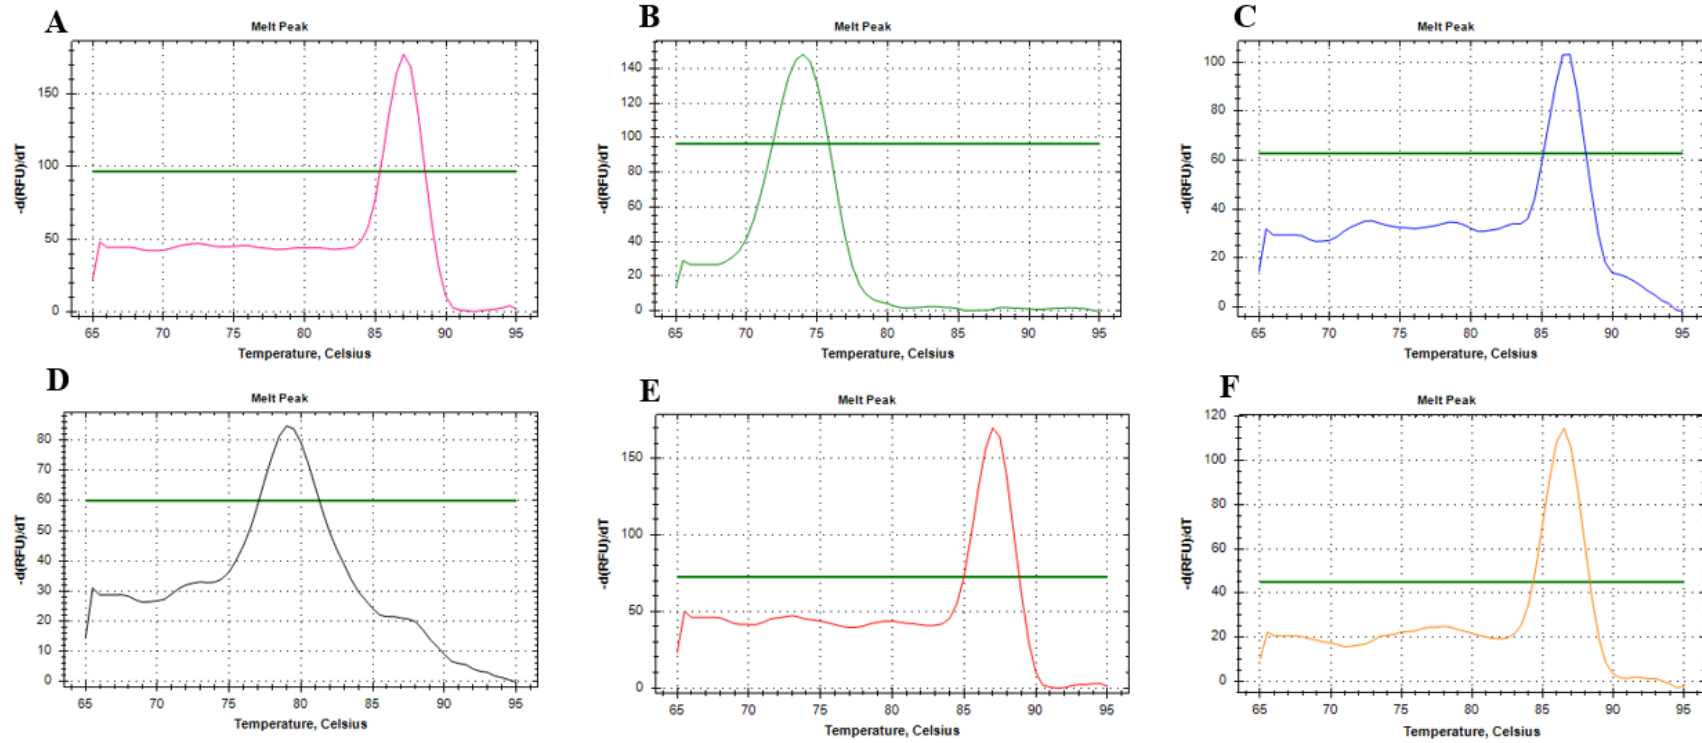 A
Melt Peak
-d(RFU)/dT
150
100
50
0
65 70 75 80 85 90 95
Temperature, Celsius
B
Melt Peak
-d(RFU)/dT
140
120
100
80
60
40
20
0
65 70 75 80 85 90 95
Temperature, Celsius
C
Melt Peak
-d(RFU)/dT
100
80
60
40
20
0
65 70 75 80 85 90 95
Temperature, Celsius
D
Melt Peak
-d(RFU)/dT
80
70
60
50
40
30
20
10
0
65 70 75 80 85 90 95
Temperature, Celsius
E
Melt Peak
-d(RFU)/dT
150
100
50
0
65 70 75 80 85 90 95
Temperature, Celsius
F
Melt Peak
-d(RFU)/dT
120
100
80
60
40
20
0
65 70 75 80 85 90 95
Temperature, Celsius